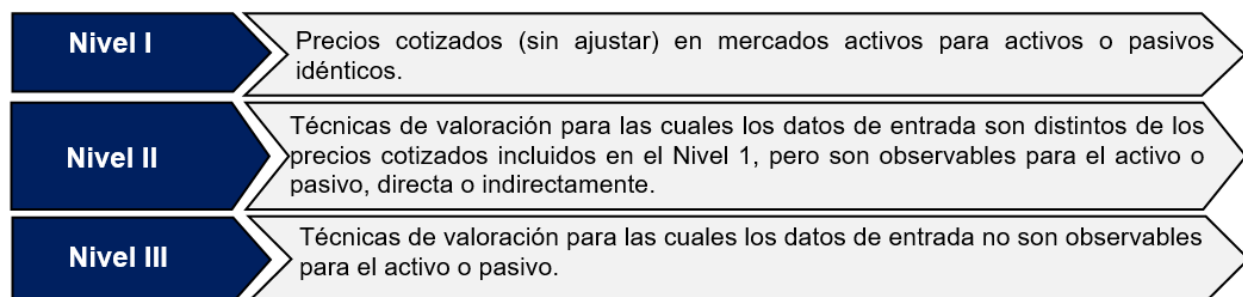 Nivel I
Precios cotizados (sin ajustar) en mercados activos para activos o pasivos
idénticos.
Nivel II
Técnicas de valoración para las cuales los datos de entrada son distintos de los
precios cotizados incluidos en el Nivel 1, pero son observables para el activo o
pasivo, directa o indirectamente.
Nivel III
Técnicas de valoración para las cuales los datos de entrada no son observables
para el activo o pasivo.